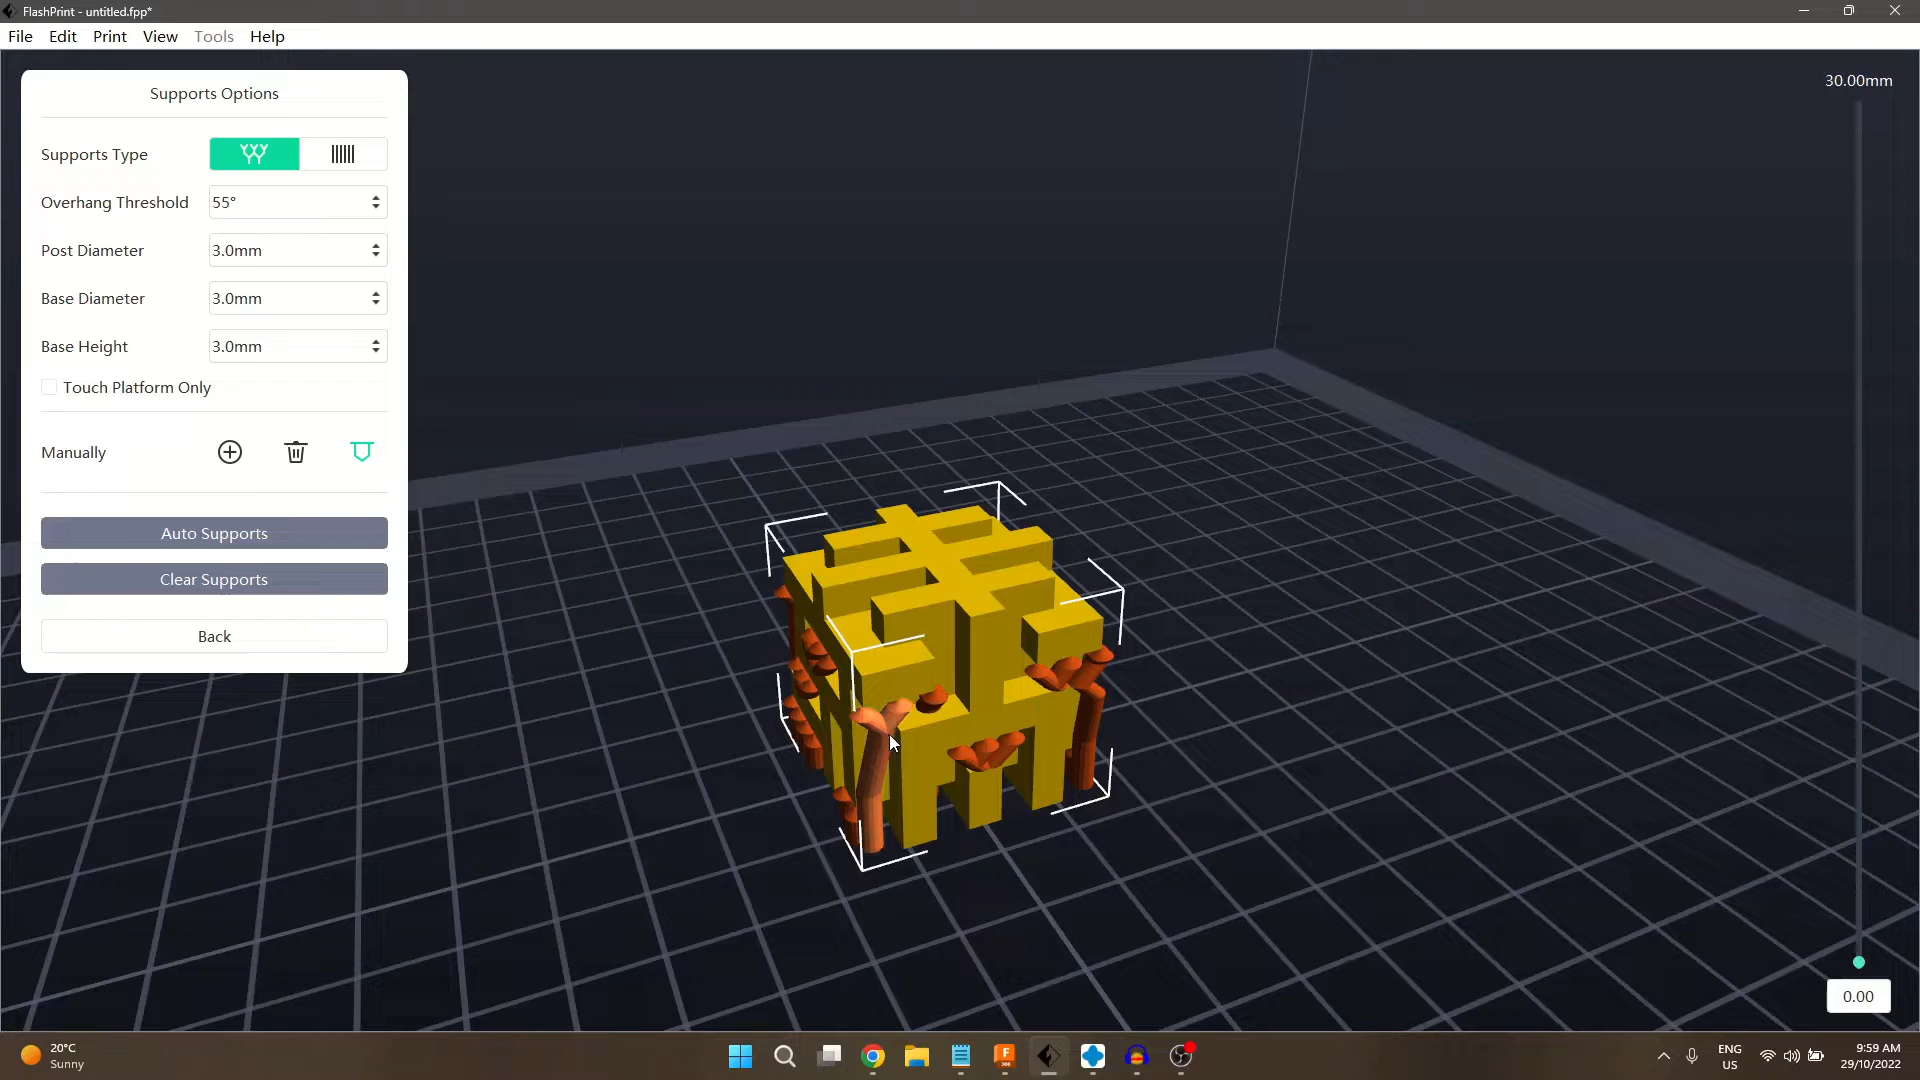 FlashPrint - untitled.fpp*
File Edit Print View Tools Help
30.00mm
Supports Options
Supports Type
Overhang Threshold 55°
Post Diameter 3.0mm
Base Diameter 3.0mm
Base Height 3.0mm
Touch Platform Only
Manually
Auto Supports
Clear Supports
Back
0.00
20°C
Sunny
F
360
ENG
US
9:59 AM
29/10/2022